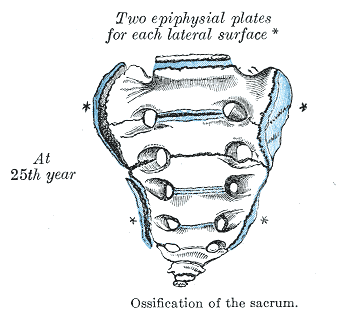 Two epiphysial plates
for each lateral surface *
*
*
At
25th year
*
*
Ossification of the sacrum.